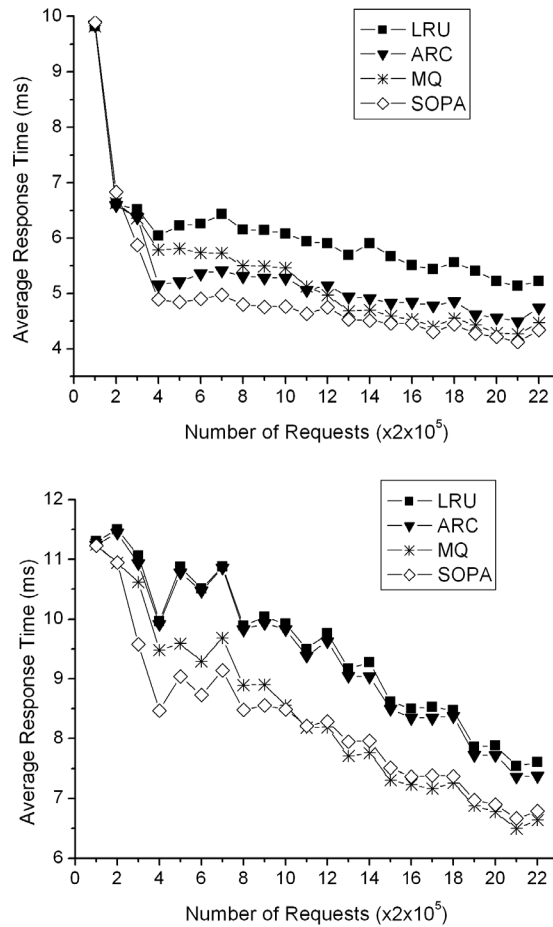 10
9
8
7
6
5
4
Average Response Time (ms)
LRU
ARC
MQ
SOPA
0 2 4 6 8 10 12 14 16 18 20 22
Number of Requests (x2x10⁵)
12
11
10
9
8
7
6
Average Response Time (ms)
LRU
ARC
MQ
SOPA
0 2 4 6 8 10 12 14 16 18 20 22
Number of Requests (x2x10⁵)